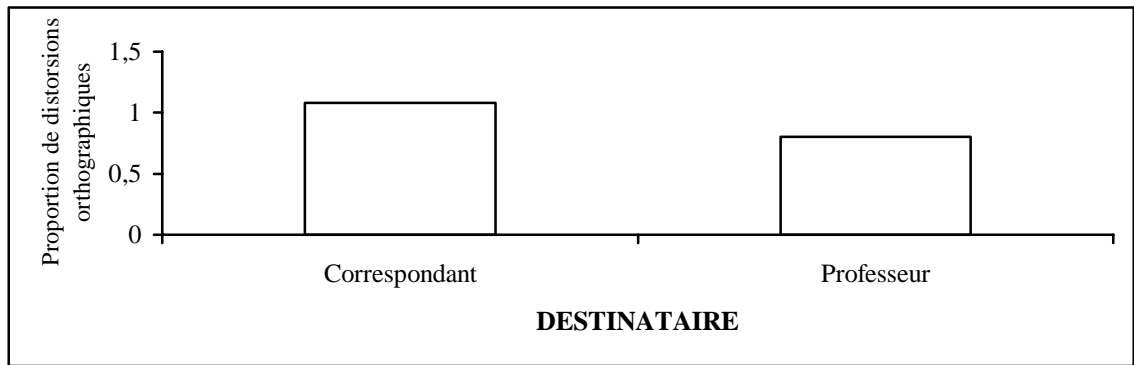 Proportion de distorsions
orthographiques
1,5
1
0,5
0
Correspondant
Professeur
DESTINATAIRE